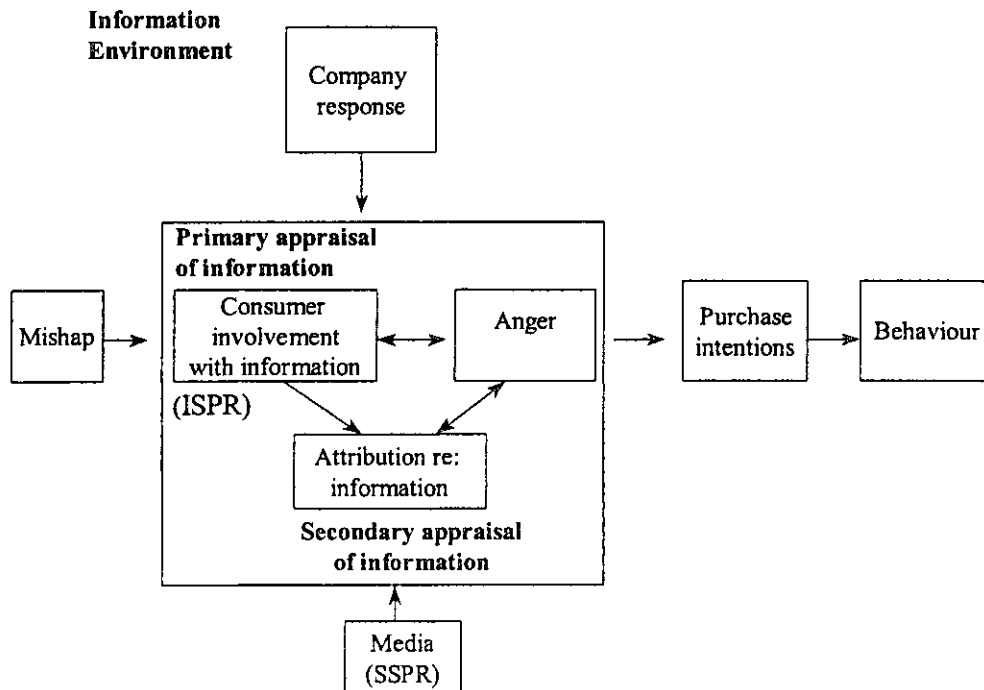 Information
Environment
Company
response
Primary appraisal
of information
Mishap
Consumer
involvement
with information
Anger
Purchase
intentions
Behaviour
(ISPR)
Attribution re:
information
Secondary appraisal
of information
Media
(SSPR)